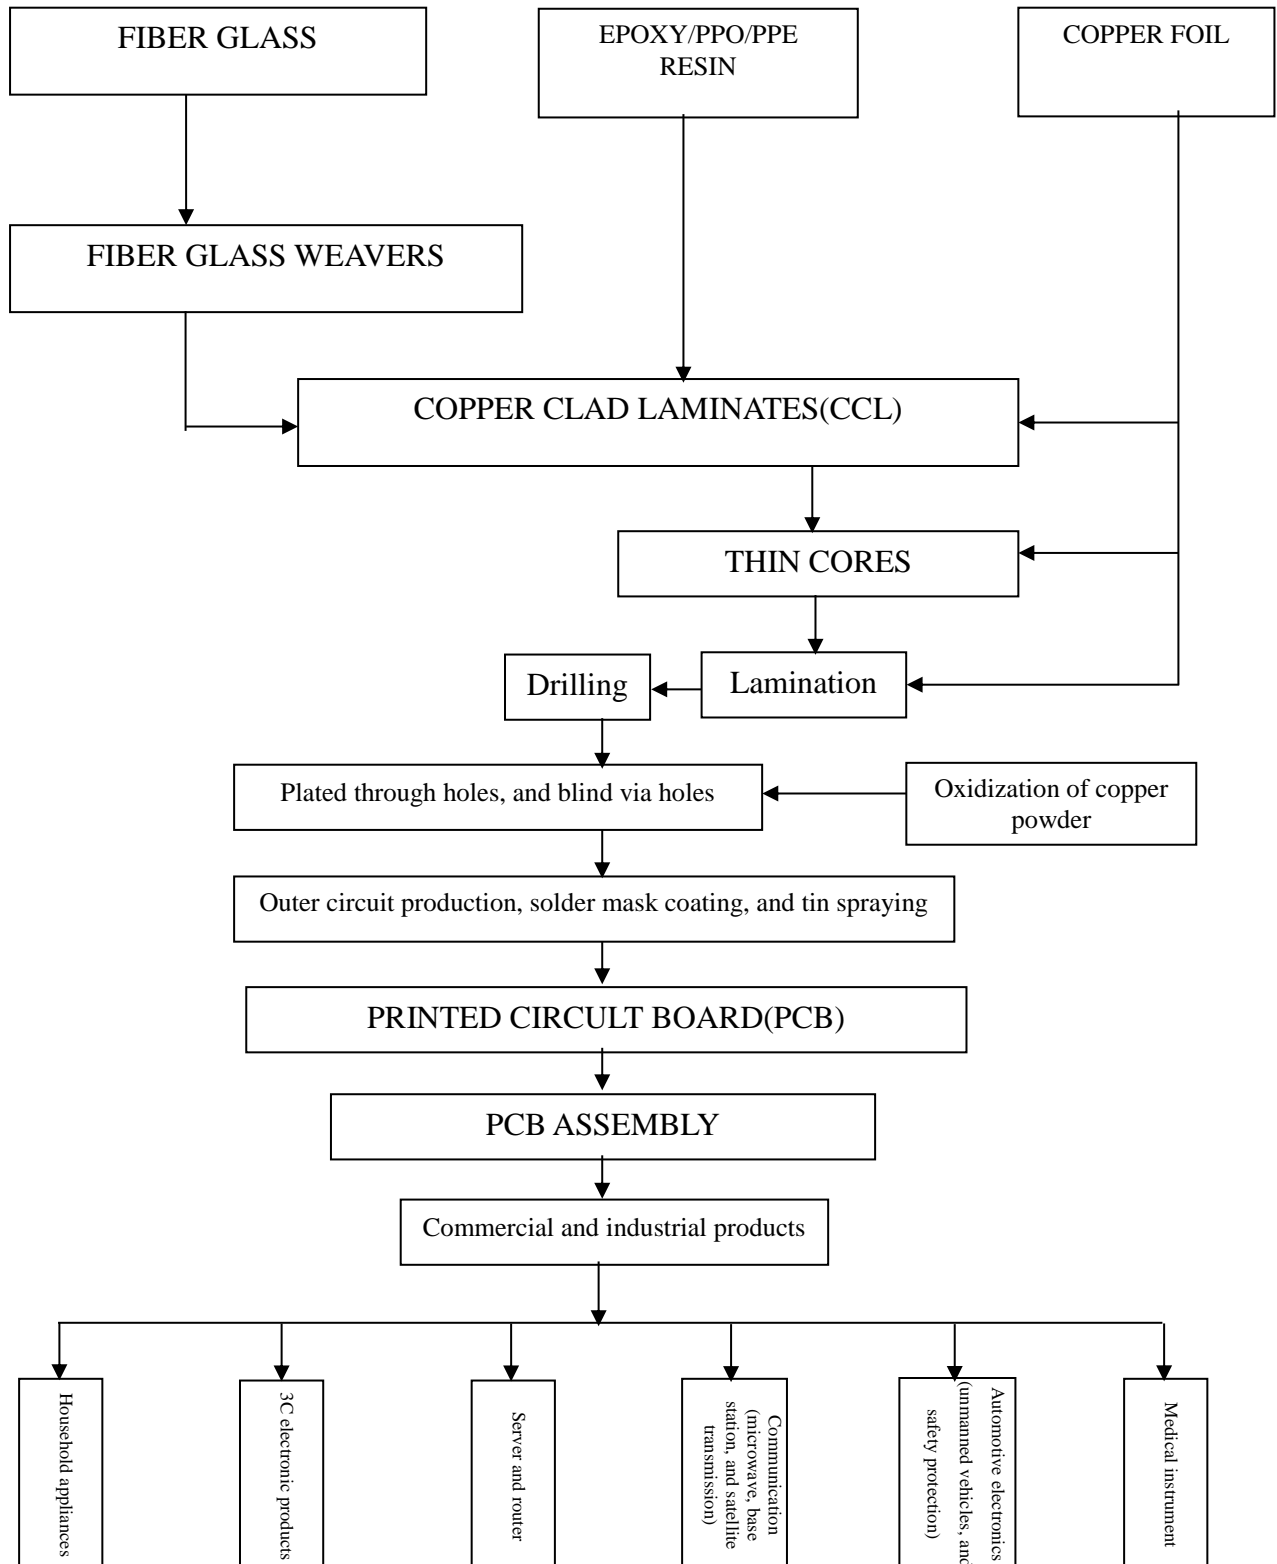 FIBER GLASS
EPOXY/PPO/PPE
RESIN
COPPER FOIL
FIBER GLASS WEAVERS
COPPER CLAD LAMINATES(CCL)
THIN CORES
Drilling
Lamination
Plated through holes, and blind via holes
Oxidization of copper
powder
Outer circuit production, solder mask coating, and tin spraying
PRINTED CIRCULT BOARD(PCB)
PCB ASSEMBLY
Commercial and industrial products
Household appliances
3C electronic products
Server and router
Communication
(microwave, base
station, and satellite
transmission)
Automotive electronics
(unmanned vehicles, and
safety protection)
Medical instrument